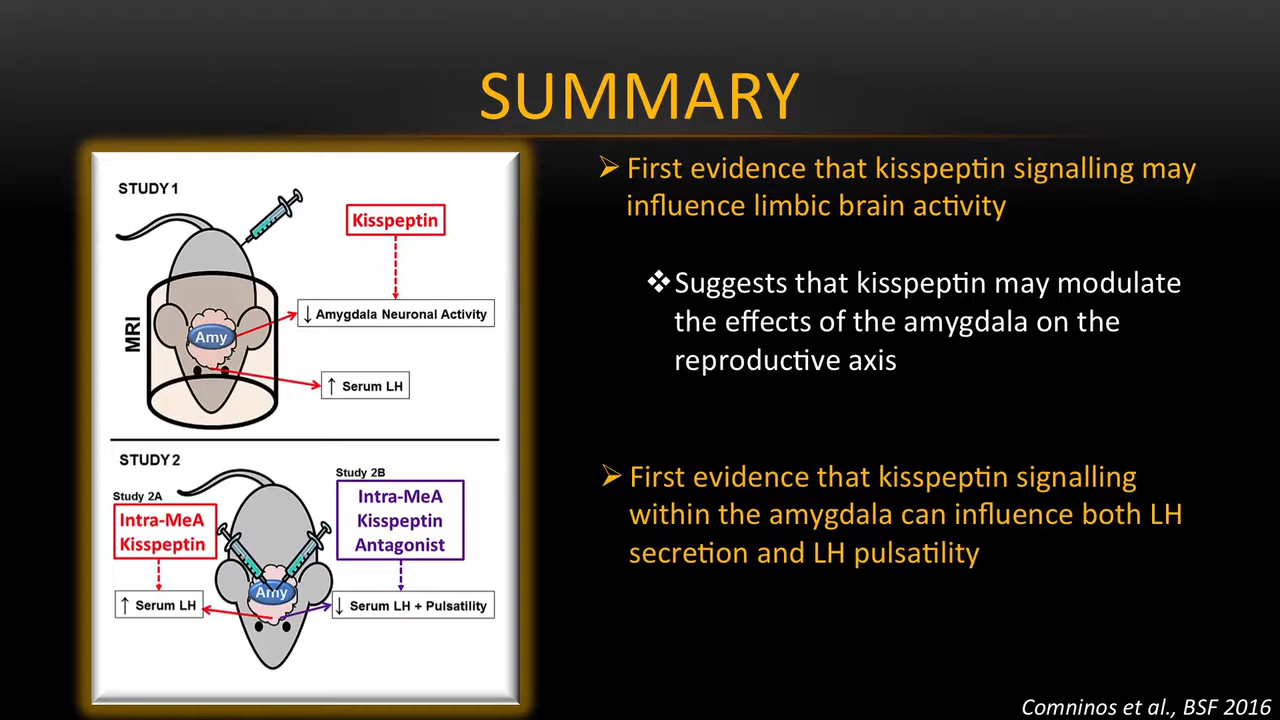 SUMMARY
STUDY 1
Kisspeptin
MRI
Amy
↓ Amygdala Neuronal Activity
↑ Serum LH
STUDY 2
Study 2A
Intra-MeA
Kisspeptin
Study 2B
Intra-MeA
Kisspeptin
Antagonist
Amy
↑ Serum LH
↓ Serum LH + Pulsatility
➢ First evidence that kisspeptin signalling may
influence limbic brain activity
❖Suggests that kisspeptin may modulate
the effects of the amygdala on the
reproductive axis
➢ First evidence that kisspeptin signalling
within the amygdala can influence both LH
secretion and LH pulsatility
Comninos et al., BSF 2016